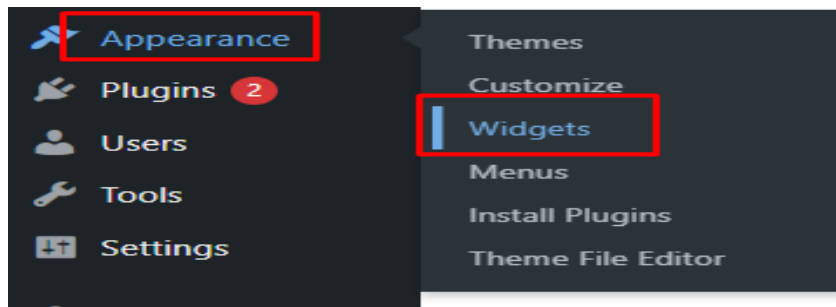 Appearance
Plugins 2
Users
Tools
Settings
Themes
Customize
Widgets
Menus
Install Plugins
Theme File Editor